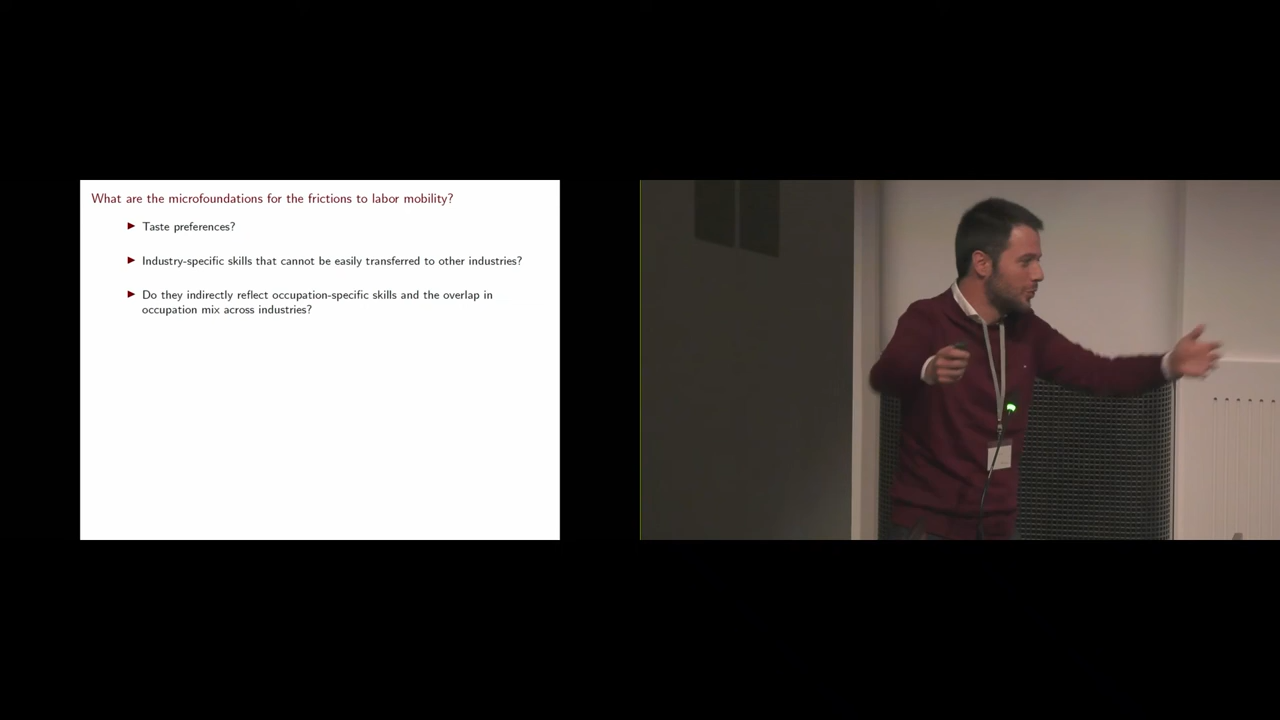 What are the microfoundations for the frictions to labor mobility?
Taste preferences?
Industry-specific skills that cannot be easily transferred to other industries?
Do they indirectly reflect occupation-specific skills and the overlap in
occupation mix across industries?